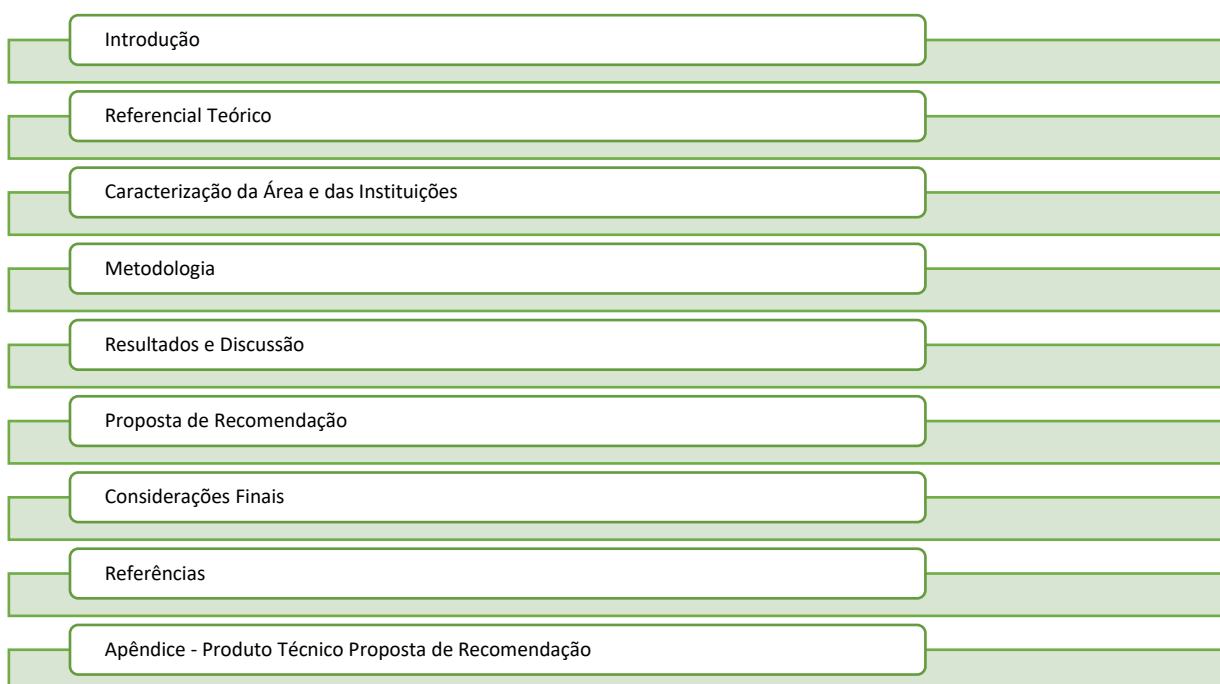 Introdução
Referencial Teórico
Caracterização da Área e das Instituições
Metodologia
Resultados e Discussão
Proposta de Recomendação
Considerações Finais
Referências
Apêndice - Produto Técnico Proposta de Recomendação